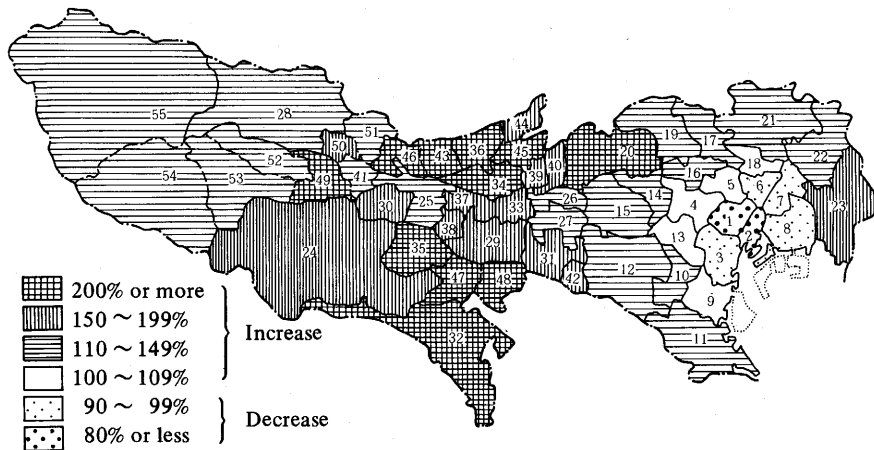 44 21
55 28
51 19 17
50 46 43 36 45 20 22
52 40 18
54 53 49 41 34 39 16 5 6
30 25 37 33 26 15 14 4 7 23
27 1
38 13 2 8
24 35 29 31 12 3
47 48 42 10
200% or more
9
150 ~ 199%
Increase
32
11
110 ~ 149%
100 ~ 109%
90 ~ 99%
Decrease
80% or less